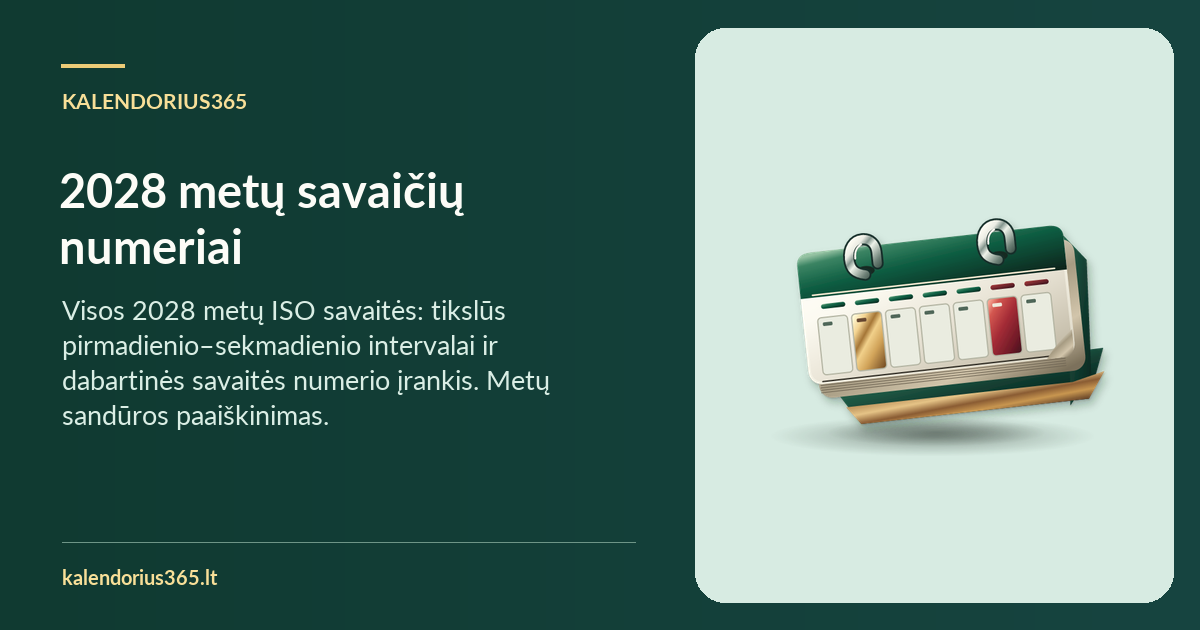 KALENDORIUS365
2028 metų savaičių
numeriai
Visos 2028 metų ISO savaitės: tikslūs
pirmadienio–sekmadienio intervalai ir
dabartinės savaitės numerio įrankis. Metų
sandūros paaiškinimas.
kalendorius365.lt